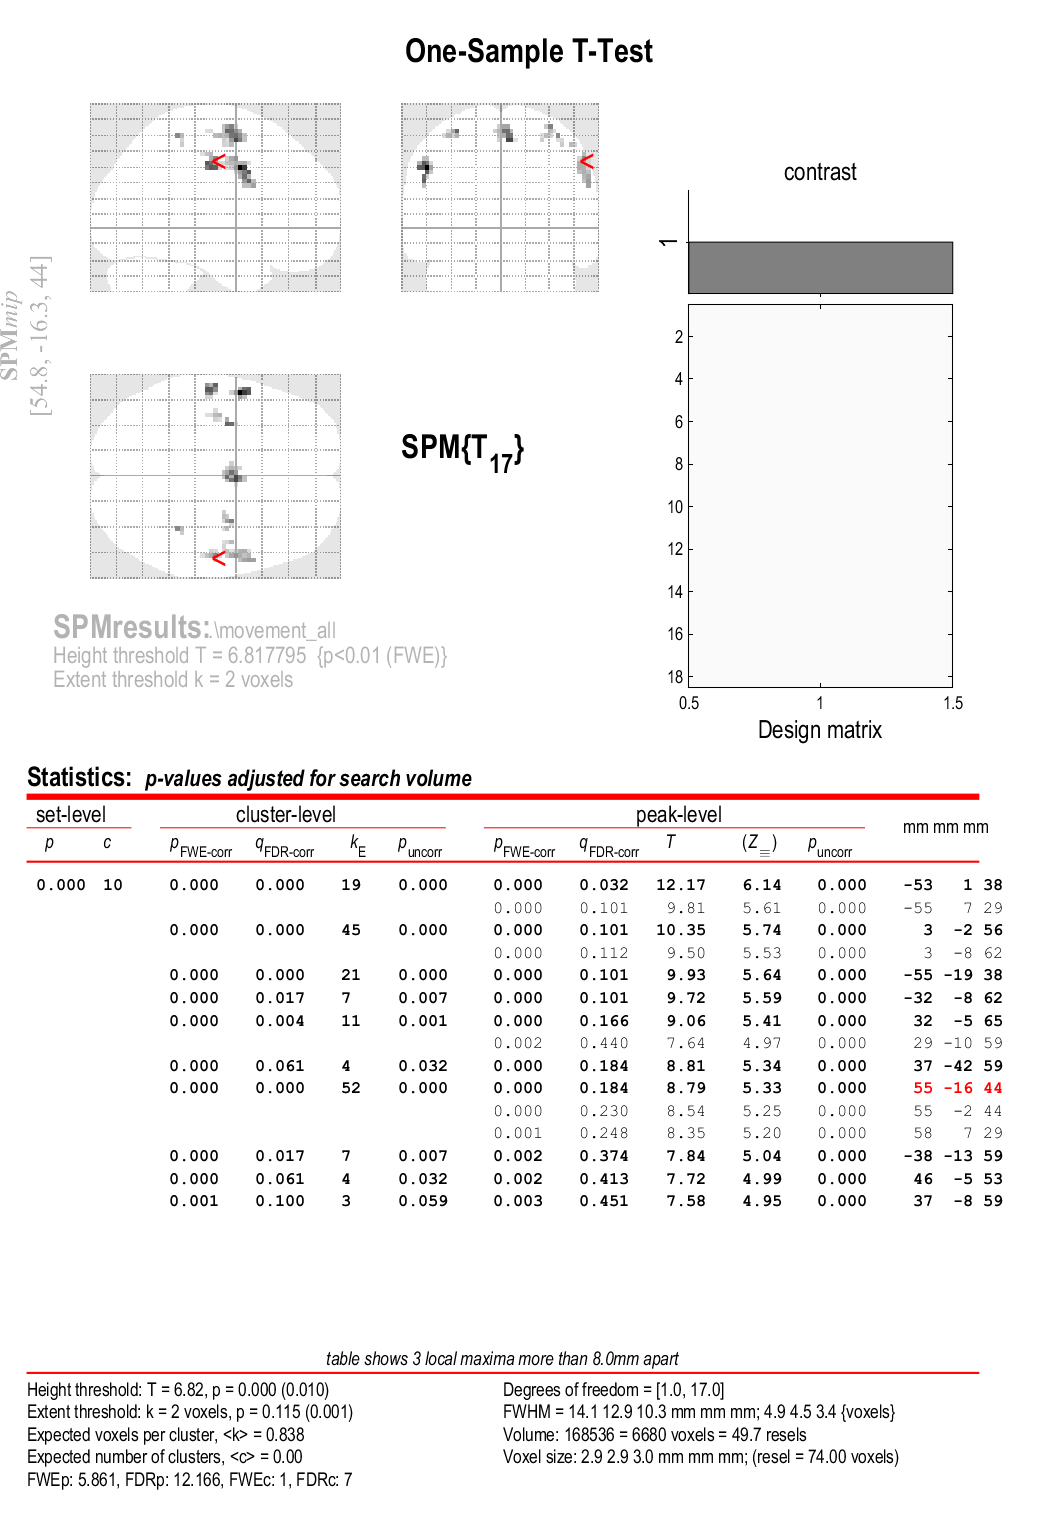 One-Sample T-Test
contrast
1
SPMmip
[54.8, -16.3, 44]
<
<
<
SPM{T17}
2
4
6
8
10
12
14
16
18
0.5 1 1.5
Design matrix
SPMresults:.\movement_all
Height threshold T = 6.817795 {p<0.01 (FWE)}
Extent threshold k = 2 voxels
Statistics: p-values adjusted for search volume
set-level cluster-level peak-level mm mm mm
p c pFWE-corr qFDR-corr kE puncorr pFWE-corr qFDR-corr T (Z≡) puncorr
0.000 10 0.000 0.000 19 0.000 0.000 0.032 12.17 6.14 0.000 -53 1 38
0.000 0.101 9.81 5.61 0.000 -55 7 29
0.000 0.000 45 0.000 0.000 0.101 10.35 5.74 0.000 3 -2 56
0.000 0.112 9.50 5.53 0.000 3 -8 62
0.000 0.000 21 0.000 0.000 0.101 9.93 5.64 0.000 -55 -19 38
0.000 0.017 7 0.007 0.000 0.101 9.72 5.59 0.000 -32 -8 62
0.000 0.004 11 0.001 0.000 0.166 9.06 5.41 0.000 32 -5 65
0.002 0.440 7.64 4.97 0.000 29 -10 59
0.000 0.061 4 0.032 0.000 0.184 8.81 5.34 0.000 37 -42 59
0.000 0.000 52 0.000 0.000 0.184 8.79 5.33 0.000 55 -16 44
0.000 0.230 8.54 5.25 0.000 55 -2 44
0.001 0.248 8.35 5.20 0.000 58 7 29
0.000 0.017 7 0.007 0.002 0.374 7.84 5.04 0.000 -38 -13 59
0.000 0.061 4 0.032 0.002 0.413 7.72 4.99 0.000 46 -5 53
0.001 0.100 3 0.059 0.003 0.451 7.58 4.95 0.000 37 -8 59
table shows 3 local maxima more than 8.0mm apart
Height threshold: T = 6.82, p = 0.000 (0.010)
Extent threshold: k = 2 voxels, p = 0.115 (0.001)
Expected voxels per cluster, <k> = 0.838
Expected number of clusters, <c> = 0.00
FWEp: 5.861, FDRp: 12.166, FWEc: 1, FDRc: 7
Degrees of freedom = [1.0, 17.0]
FWHM = 14.1 12.9 10.3 mm mm mm; 4.9 4.5 3.4 {voxels}
Volume: 168536 = 6680 voxels = 49.7 resels
Voxel size: 2.9 2.9 3.0 mm mm mm; (resel = 74.00 voxels)